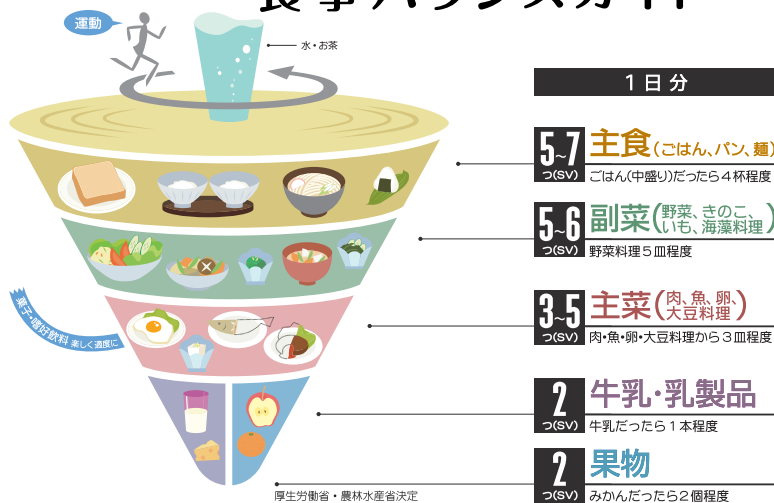 食事バランスガイド
運動
水・お茶
1日分
5~7
つ(SV)
主食(ごはん、パン、麺)
ごはん(中盛り)だったら4杯程度
5~6
つ(SV)
副菜(野菜、きのこ、
いも、海藻料理)
野菜料理5皿程度
菓子・嗜好飲料 楽しく適度に
3~5
つ(SV)
主菜(肉、魚、卵、
大豆料理)
肉・魚・卵・大豆料理から3皿程度
2
つ(SV)
牛乳・乳製品
牛乳だったら1本程度
2
つ(SV)
果物
みかんだったら2個程度
厚生労働省・農林水産省決定